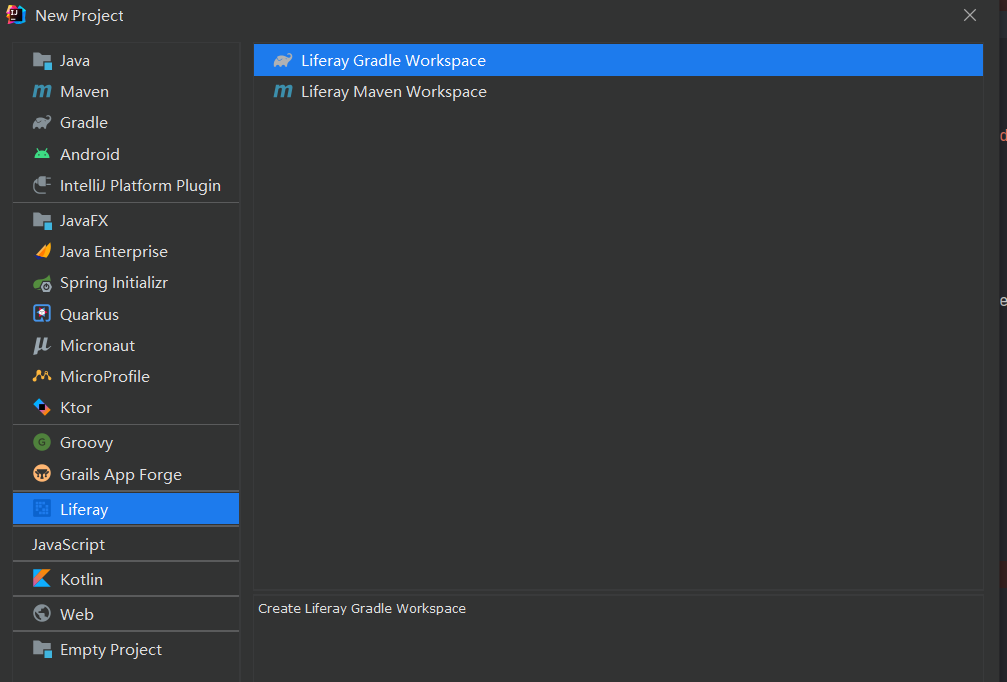 New Project
Java
Maven
Gradle
Android
IntelliJ Platform Plugin
JavaFX
Java Enterprise
Spring Initializr
Quarkus
Micronaut
MicroProfile
Ktor
Groovy
Grails App Forge
Liferay
JavaScript
Kotlin
Web
Empty Project
Liferay Gradle Workspace
Liferay Maven Workspace
Create Liferay Gradle Workspace